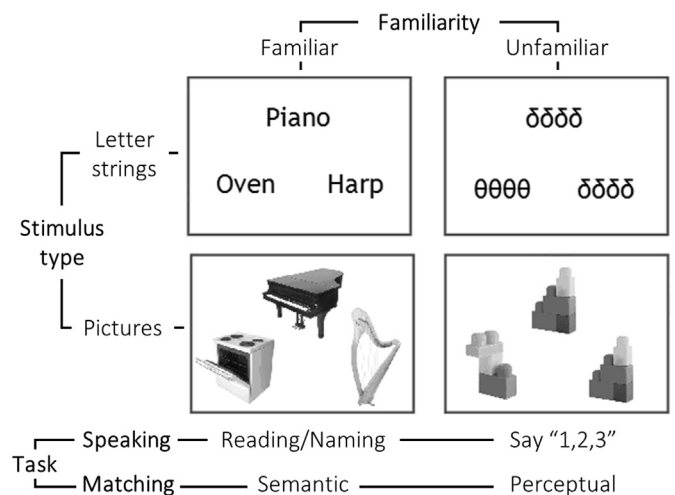 Familiarity
Familiar Unfamiliar
Letter
strings
Piano
Oven Harp
δδδδ
θθθθ δδδδ
Stimulus
type
Pictures
Task
Speaking Reading/Naming Say “1,2,3”
Matching Semantic Perceptual